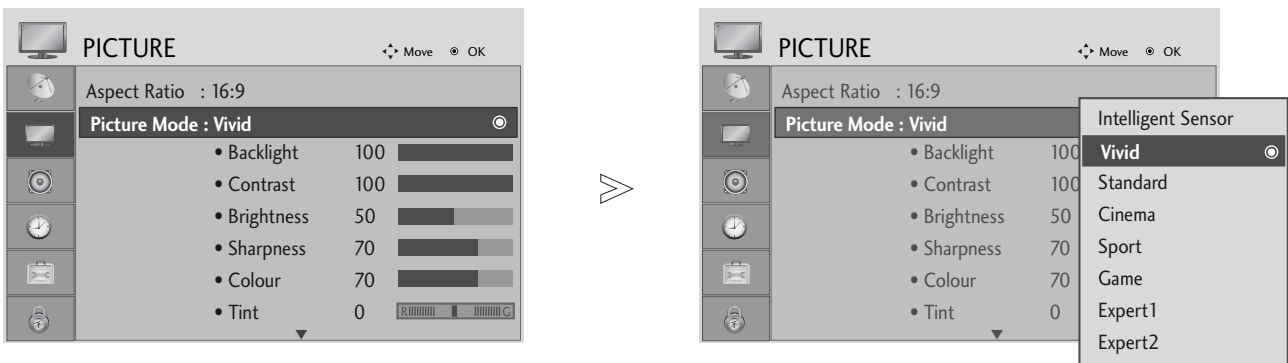 PICTURE Move OK
Aspect Ratio : 16:9
Picture Mode : Vivid
• Backlight 100
• Contrast 100
• Brightness 50
• Sharpness 70
• Colour 70
• Tint 0 R G
PICTURE Move OK
Aspect Ratio : 16:9
Picture Mode : Vivid
• Backlight 100
• Contrast 100
• Brightness 50
• Sharpness 70
• Colour 70
• Tint 0
Intelligent Sensor
Vivid
Standard
Cinema
Sport
Game
Expert1
Expert2